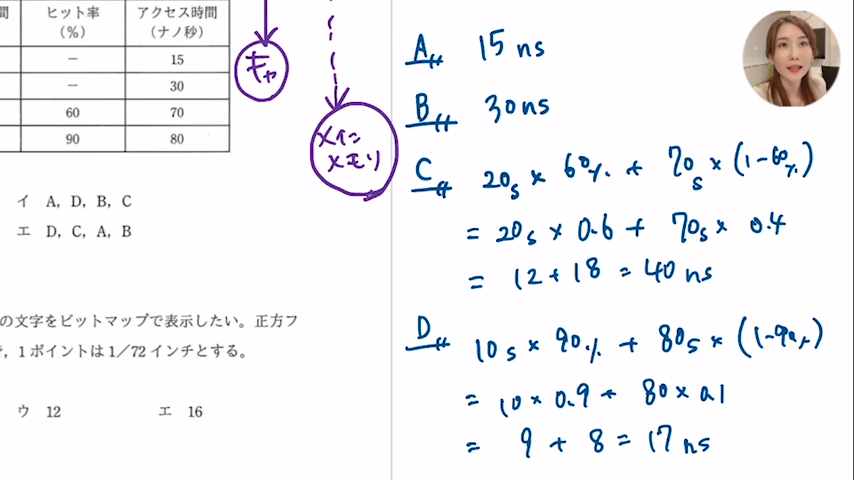 間 ヒット率 アクセス時間
（%） （ナノ秒）
－ 15
－ 30
60 70
90 80
キャ
メイン
メモリ
イ A，D，B，C
エ D，C，A，B
の文字をビットマップで表示したい。正方フ
で，1ポイントは1／72インチとする。
ウ 12 エ 16
A 15 ns
B 30 ns
C 20s × 60% + 70s × (1-60%)
= 20s × 0.6 + 70s × 0.4
= 12 + 18 = 40 ns
D 10s × 90% + 80s × (1-90%)
= 10 × 0.9 + 80 × 0.1
= 9 + 8 = 17 ns